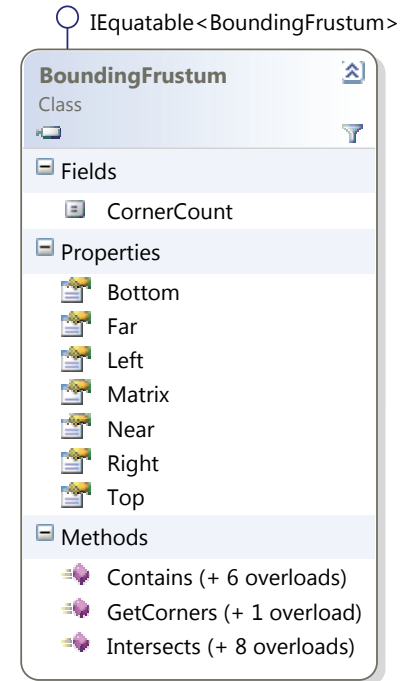 IEquatable<BoundingFrustum>
BoundingFrustum
Class
Fields
CornerCount
Properties
Bottom
Far
Left
Matrix
Near
Right
Top
Methods
Contains (+ 6 overloads)
GetCorners (+ 1 overload)
Intersects (+ 8 overloads)